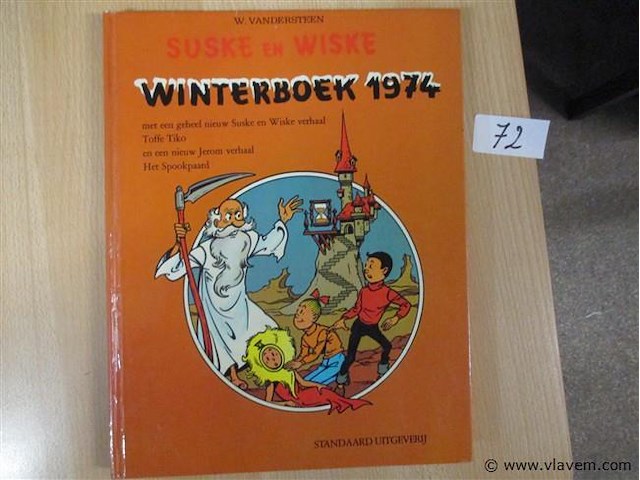 W. VANDERSTEEN
SUSKE EN WISKE
WINTERBOEK 1974
met een geheel nieuw Suske en Wiske verhaal
Toffe Tiko
en een nieuw Jerom verhaal
Het Spookpaard
72
STANDAARD UITGEVERIJ
© www.vlavem.com